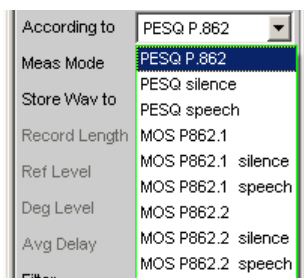 According to PESQ P.862
Meas Mode PESQ P.862
PESQ silence
Store Wav to PESQ speech
Record Length MOS P862.1
Ref Level MOS P862.1 silence
MOS P862.1 speech
Deg Level MOS P862.2
Avg Delay MOS P862.2 silence
Filter MOS P862.2 speech